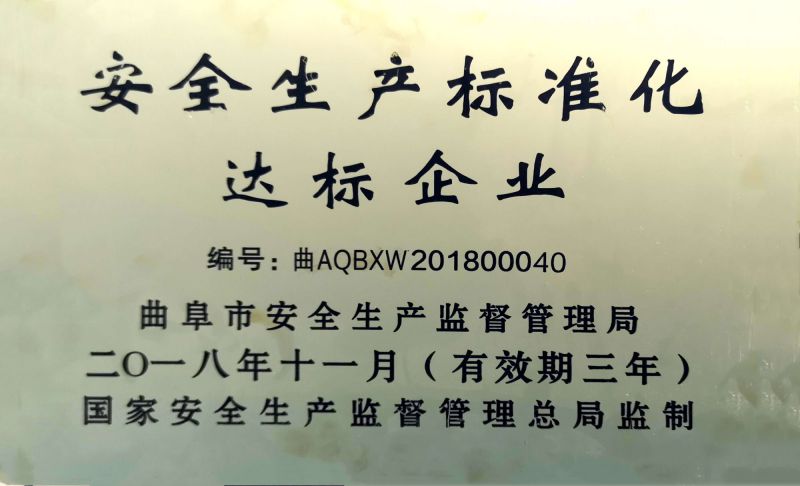 安全生产标准化
达标企业
编号：曲AQBXW201800040
曲阜市安全生产监督管理局
二〇一八年十一月（有效期三年）
国家安全生产监督管理总局监制